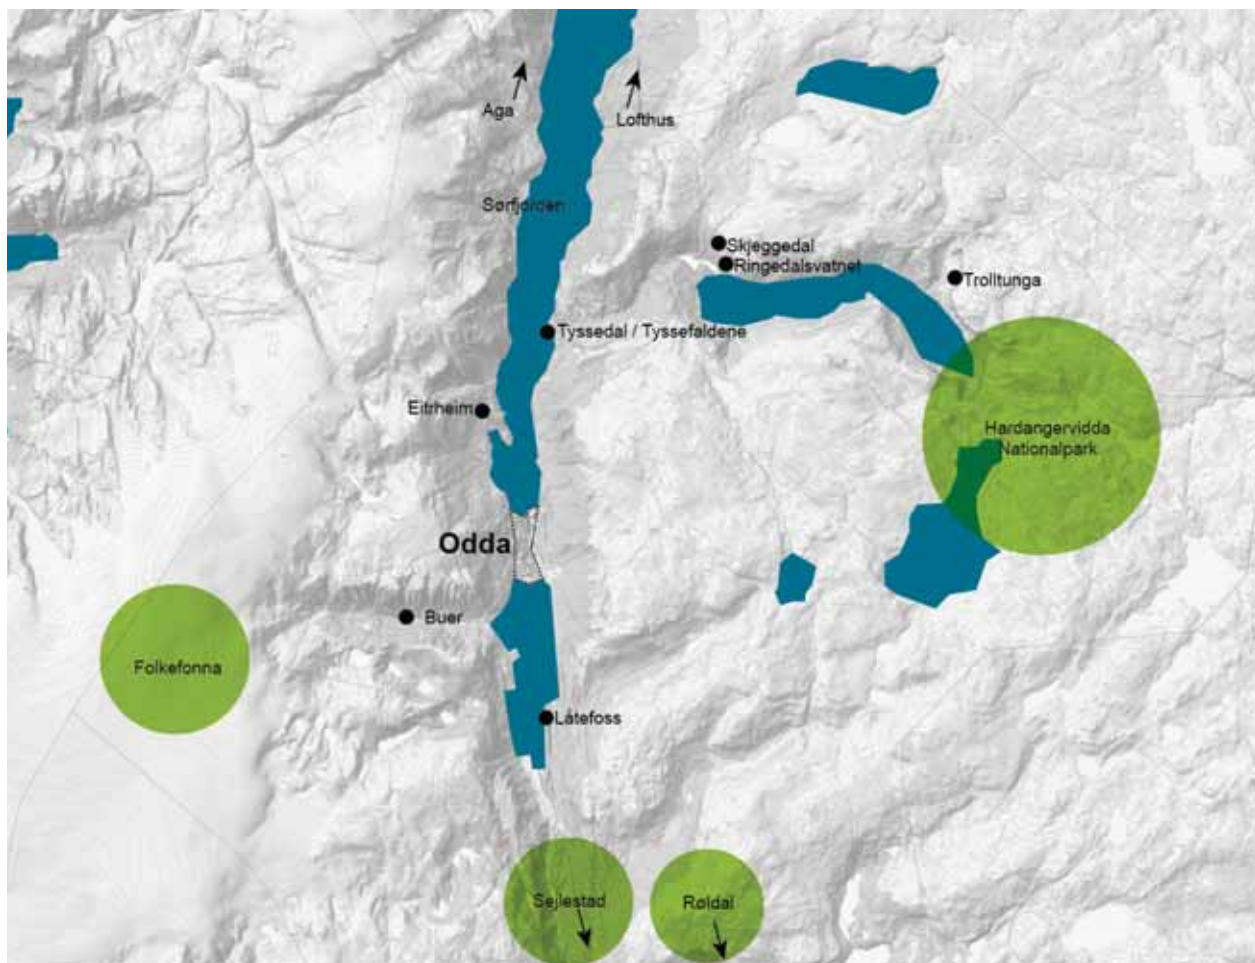 Aga
Lofthus
Sørfjorden
Skjeggedal
Ringedalsvatnet
Trolltunga
Tyssedal / Tyssefaldene
Eitrheim
Hardangervidda
Nationalpark
Odda
Buer
Folkefonna
Låtefoss
Sejlestad
Røldal